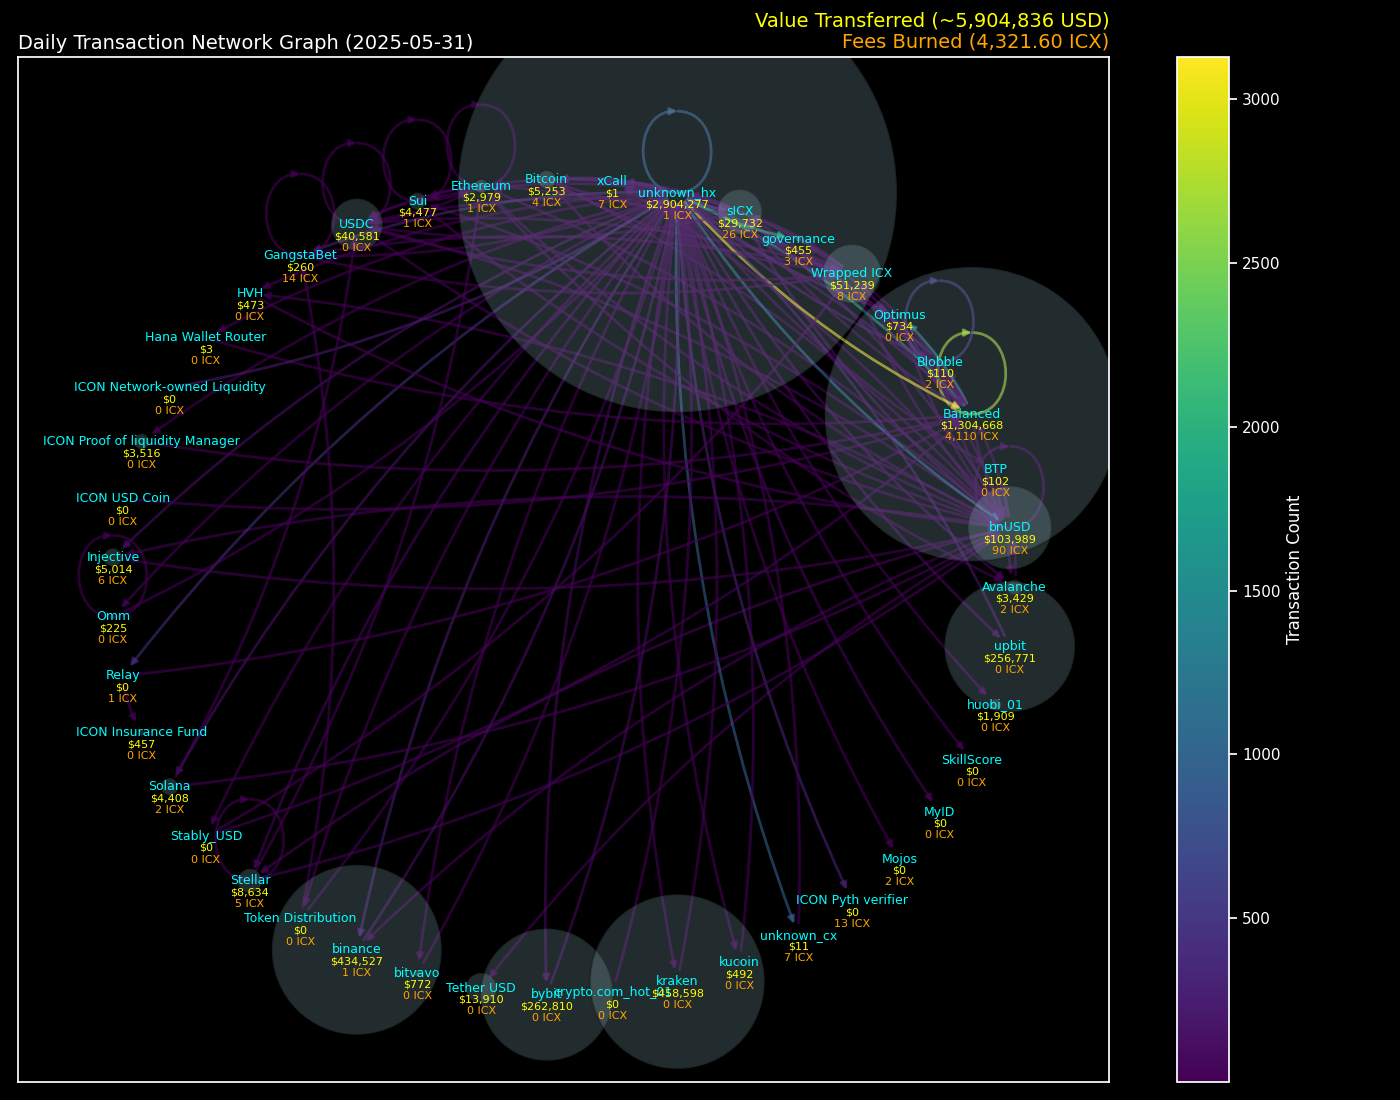 Value Transferred (~5,904,836 USD)
Daily Transaction Network Graph (2025-05-31)
Fees Burned (4,321.60 ICX)
unknown_hx
$2,904,277
1 ICX
xCall
$1
7 ICX
Bitcoin
$5,253
4 ICX
Ethereum
$2,979
1 ICX
Sui
$4,477
1 ICX
USDC
$40,581
0 ICX
GangstaBet
$260
14 ICX
HVH
$473
0 ICX
Hana Wallet Router
$3
0 ICX
ICON Network-owned Liquidity
$0
0 ICX
ICON Proof of liquidity Manager
$3,516
0 ICX
ICON USD Coin
$0
0 ICX
Injective
$5,014
6 ICX
Omm
$225
0 ICX
Relay
$0
1 ICX
ICON Insurance Fund
$457
0 ICX
Solana
$4,408
2 ICX
Stably_USD
$0
0 ICX
Stellar
$8,634
5 ICX
Token Distribution
$0
0 ICX
binance
$434,527
1 ICX
bitvavo
$772
0 ICX
Tether USD
$13,910
0 ICX
bybit
$262,810
0 ICX
crypto.com_hot_01
$0
0 ICX
kraken
$458,598
0 ICX
kucoin
$492
0 ICX
unknown_cx
$11
7 ICX
ICON Pyth verifier
$0
13 ICX
Mojos
$0
2 ICX
MyID
$0
0 ICX
SkillScore
$0
0 ICX
huobi_01
$1,909
0 ICX
upbit
$256,771
0 ICX
Avalanche
$3,429
2 ICX
bnUSD
$103,989
90 ICX
BTP
$102
0 ICX
Balanced
$1,304,668
4,110 ICX
Blobble
$110
2 ICX
Optimus
$734
0 ICX
Wrapped ICX
$51,239
8 ICX
governance
$455
3 ICX
sICX
$29,732
26 ICX
3000
2500
2000
1500
1000
500
Transaction Count